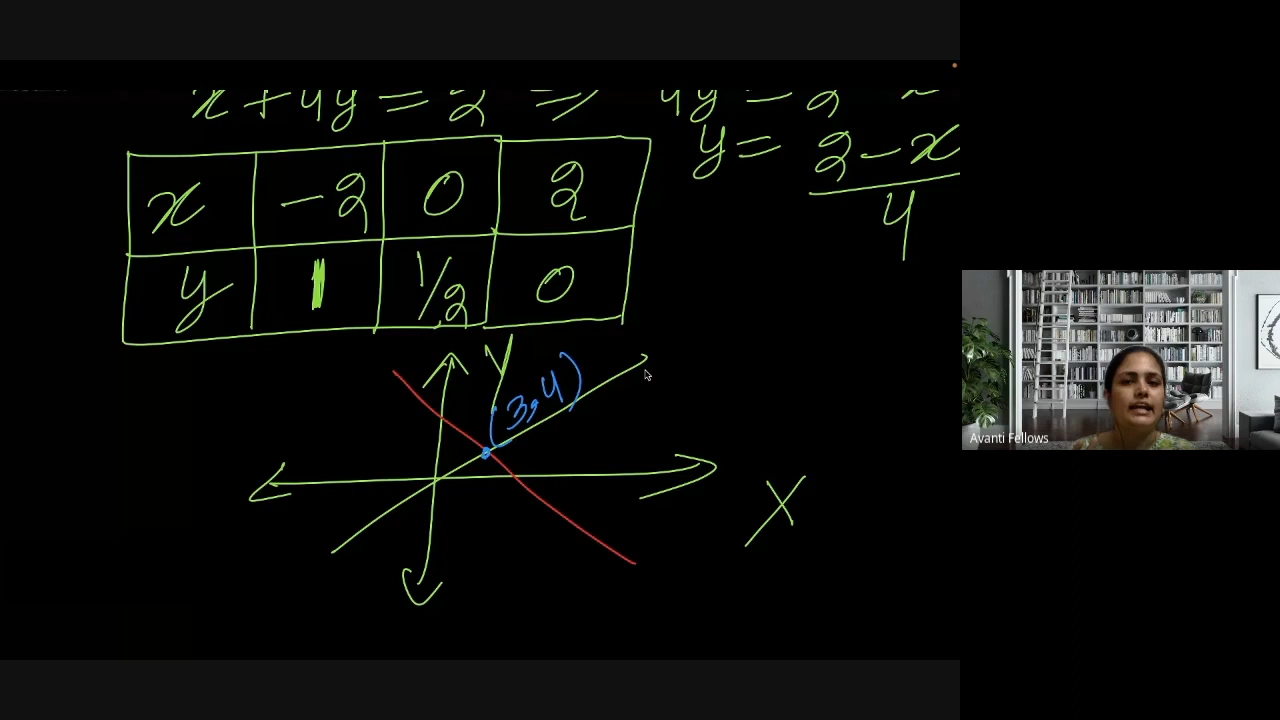 x + 4y = 2 ⇒ 4y = 2 - x
y = (2 - x)/4
x -2 0 2
y 1 1/2 0
Y
(3,4)
X
Avanti Fellows